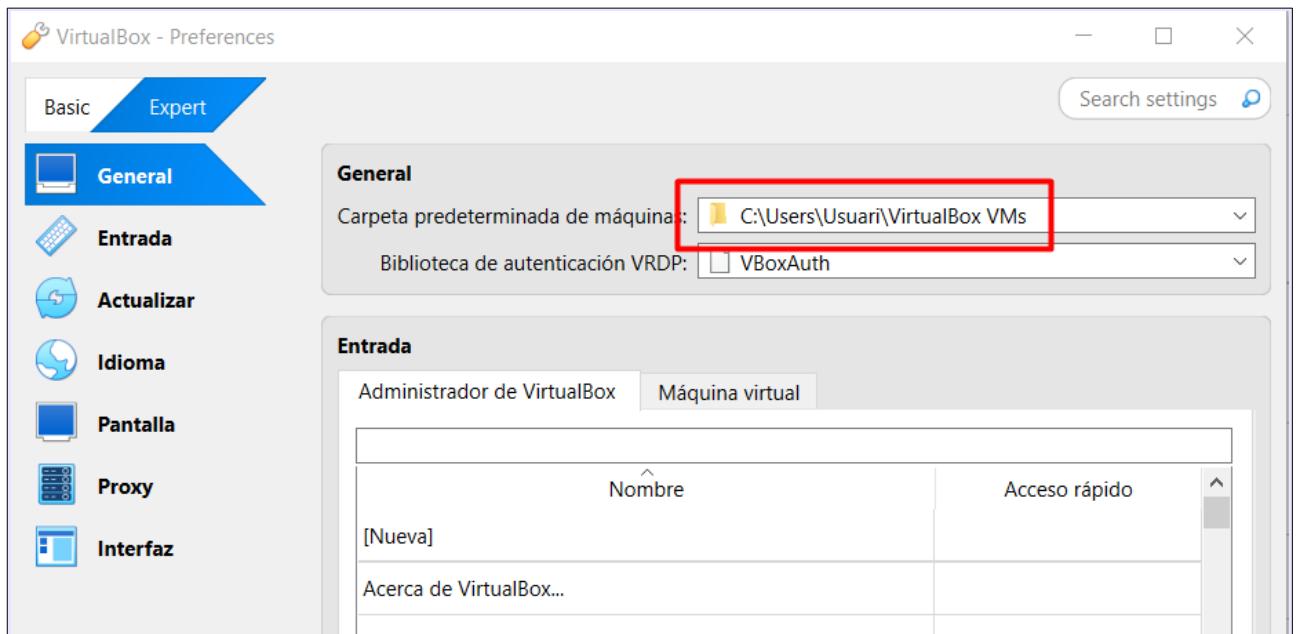 VirtualBox - Preferences
Basic
Expert
Search settings
General
Entrada
Actualizar
Idioma
Pantalla
Proxy
Interfaz
General
Carpeta predeterminada de máquinas: C:\Users\Usuari\VirtualBox VMs
Biblioteca de autenticación VRDP: VBoxAuth
Entrada
Administrador de VirtualBox
Máquina virtual
Nombre
Acceso rápido
[Nueva]
Acerca de VirtualBox...